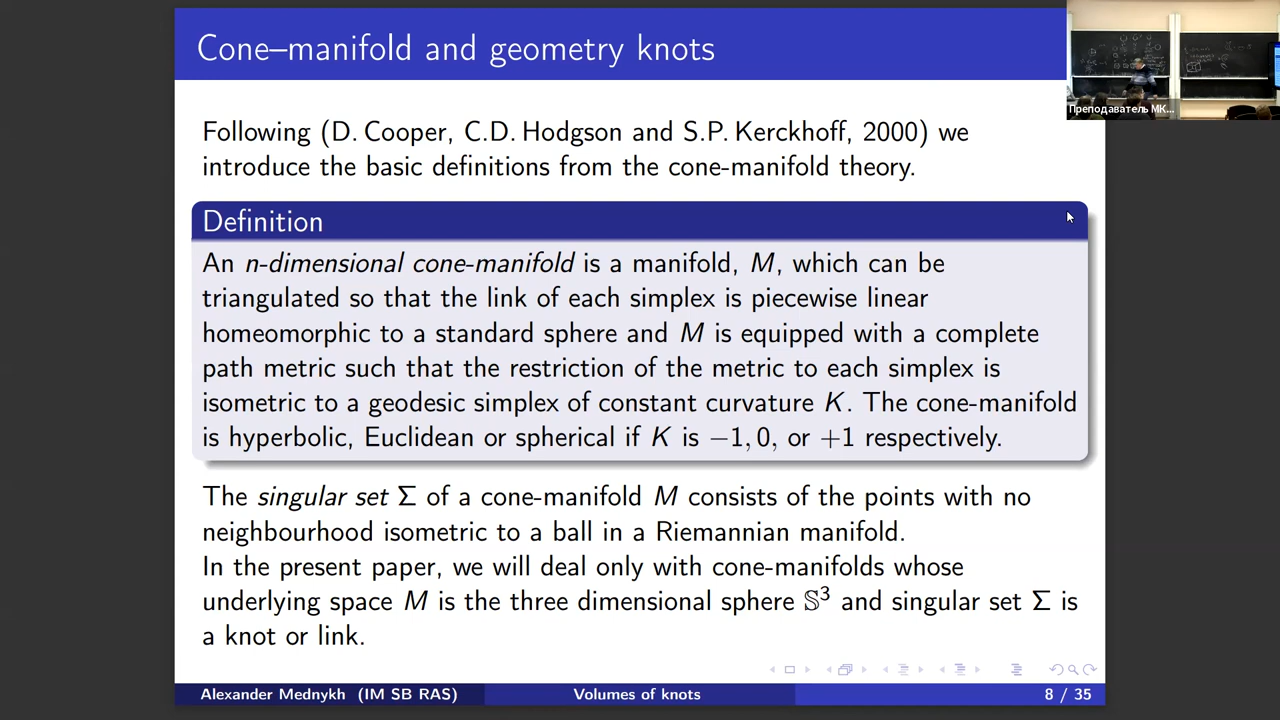 Cone–manifold and geometry knots
Преподаватель МК...
Following (D. Cooper, C.D. Hodgson and S.P. Kerckhoff, 2000) we
introduce the basic definitions from the cone-manifold theory.
Definition
An n-dimensional cone-manifold is a manifold, M, which can be
triangulated so that the link of each simplex is piecewise linear
homeomorphic to a standard sphere and M is equipped with a complete
path metric such that the restriction of the metric to each simplex is
isometric to a geodesic simplex of constant curvature K. The cone-manifold
is hyperbolic, Euclidean or spherical if K is −1, 0, or +1 respectively.
The singular set Σ of a cone-manifold M consists of the points with no
neighbourhood isometric to a ball in a Riemannian manifold.
In the present paper, we will deal only with cone-manifolds whose
underlying space M is the three dimensional sphere 𝕊³ and singular set Σ is
a knot or link.
Alexander Mednykh (IM SB RAS) Volumes of knots 8 / 35